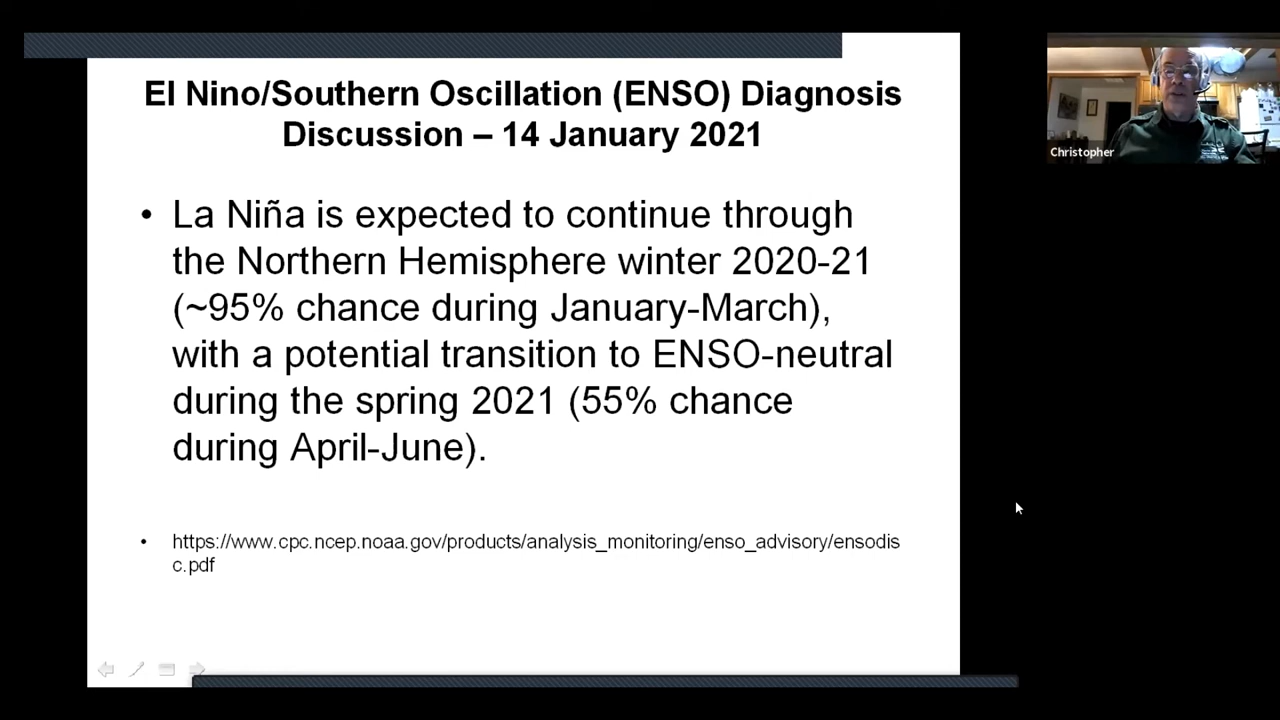 El Nino/Southern Oscillation (ENSO) Diagnosis
Discussion – 14 January 2021
• La Niña is expected to continue through
the Northern Hemisphere winter 2020-21
(~95% chance during January-March),
with a potential transition to ENSO-neutral
during the spring 2021 (55% chance
during April-June).
• https://www.cpc.ncep.noaa.gov/products/analysis_monitoring/enso_advisory/ensodis
c.pdf
Christopher